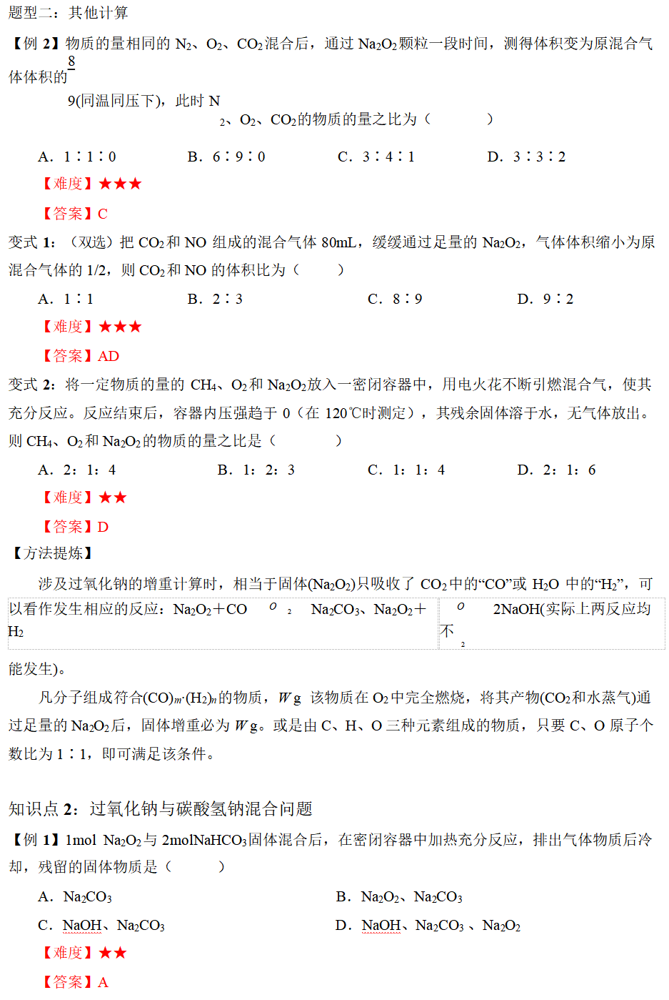 题型二：其他计算
【例 2】物质的量相同的 N₂、O₂、CO₂混合后，通过 Na₂O₂颗粒一段时间，测得体积变为原混合气
8
体体积的
9(同温同压下)，此时 N
₂、O₂、CO₂的物质的量之比为（　　　）
A．1∶1∶0　　B．6∶9∶0　　C．3∶4∶1　　D．3∶3∶2
【难度】★★★
【答案】C
变式 1：（双选）把 CO₂和 NO 组成的混合气体 80mL，缓缓通过足量的 Na₂O₂，气体体积缩小为原
混合气体的 1/2，则 CO₂和 NO 的体积比为（　　）
A．1∶1　　B．2∶3　　C．8∶9　　D．9∶2
【难度】★★★
【答案】AD
变式 2：将一定物质的量的 CH₄、O₂和 Na₂O₂放入一密闭容器中，用电火花不断引燃混合气，使其
充分反应。反应结束后，容器内压强趋于 0（在 120℃时测定），其残余固体溶于水，无气体放出。
则 CH₄、O₂和 Na₂O₂的物质的量之比是（　　　）
A．2：1：4　　B．1：2：3　　C．1：1：4　　D．2：1：6
【难度】★★
【答案】D
【方法提炼】
涉及过氧化钠的增重计算时，相当于固体(Na₂O₂)只吸收了 CO₂中的“CO”或 H₂O 中的“H₂”，可
以看作发生相应的反应：Na₂O₂＋CO　O　₂　Na₂CO₃、Na₂O₂＋　O　2NaOH(实际上两反应均
H₂　不　₂
能发生)。
凡分子组成符合(CO)m·(H₂)n的物质，W g 该物质在 O₂中完全燃烧，将其产物(CO₂和水蒸气)通
过足量的 Na₂O₂后，固体增重必为 W g。或是由 C、H、O 三种元素组成的物质，只要 C、O 原子个
数比为 1∶1，即可满足该条件。
知识点 2：过氧化钠与碳酸氢钠混合问题
【例 1】1mol Na₂O₂与 2molNaHCO₃固体混合后，在密闭容器中加热充分反应，排出气体物质后冷
却，残留的固体物质是（　　　）
A．Na₂CO₃　　B．Na₂O₂、Na₂CO₃
C．NaOH、Na₂CO₃　　D．NaOH、Na₂CO₃ 、Na₂O₂
【难度】★★
【答案】A